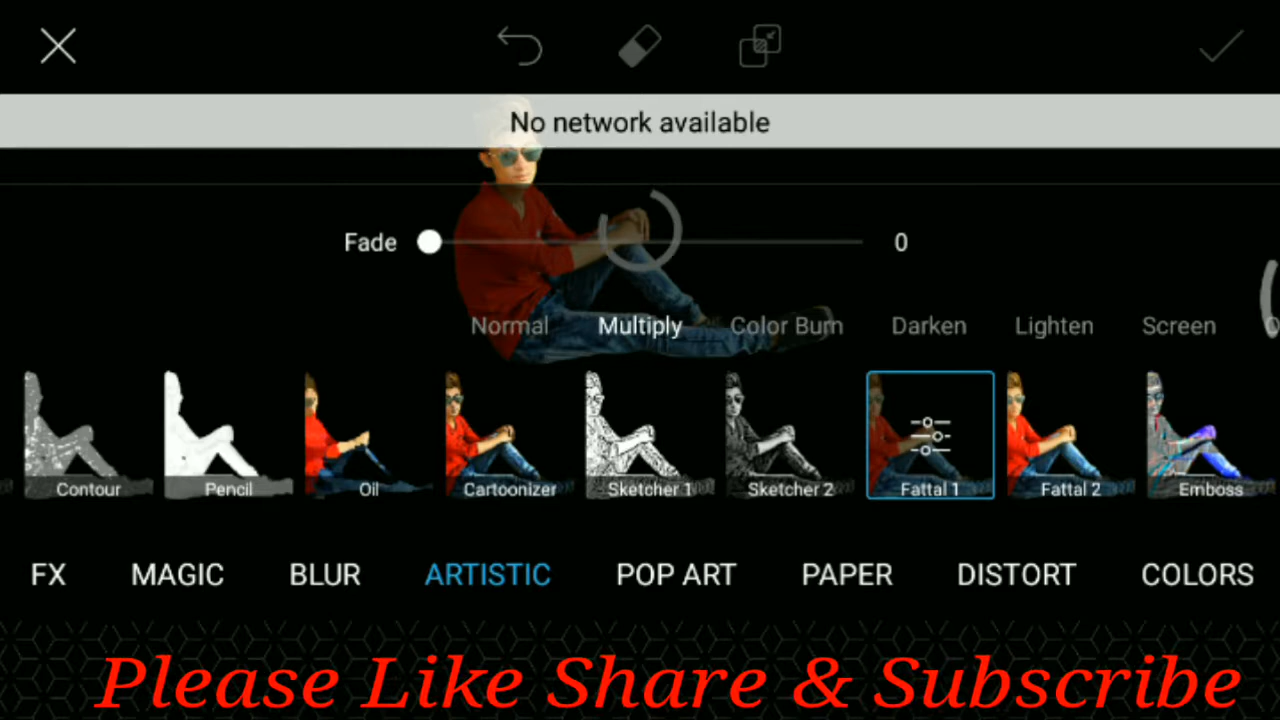 No network available
Fade 0
Normal Multiply Color Burn Darken Lighten Screen
Contour Pencil Oil Cartoonizer Sketcher 1 Sketcher 2 Fattal 1 Fattal 2 Emboss
FX MAGIC BLUR ARTISTIC POP ART PAPER DISTORT COLORS
Please Like Share & Subscribe